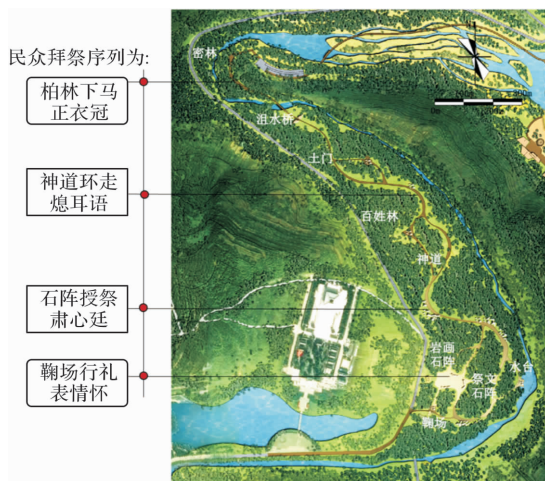 民众拜祭序列为:
柏林下马
正衣冠
神道环走
熄耳语
石阵授祭
肃心廷
鞠场行礼
表情怀
密林
沮水桥
土门
百姓林
神道
岩画
石阵
水台
祭文
石阵
鞠场